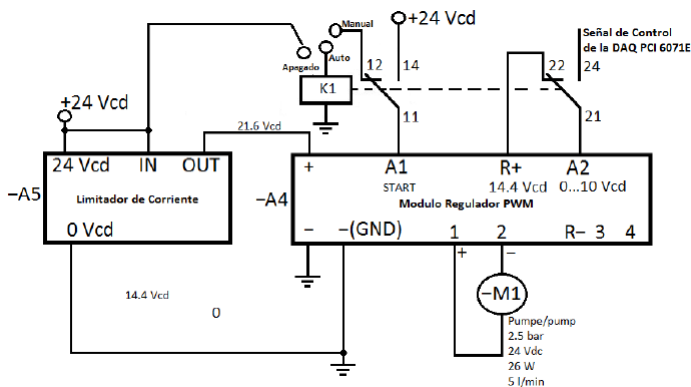 Manual
+24 Vcd
Señal de Control
de la DAQ PCI 6071E
Apagado
Auto
12
14
22
24
K1
11
21
+24 Vcd
21.6 Vcd
24 Vcd
IN
OUT
+
A1
R+
A2
START
14.4 Vcd
0...10 Vcd
–A5
Limitador de Corriente
–A4
Modulo Regulador PWM
0 Vcd
–
–(GND)
1
2
R–
3
4
+
–
14.4 Vcd
0
–M1
Pumpe/pump
2.5 bar
24 Vdc
26 W
5 l/min